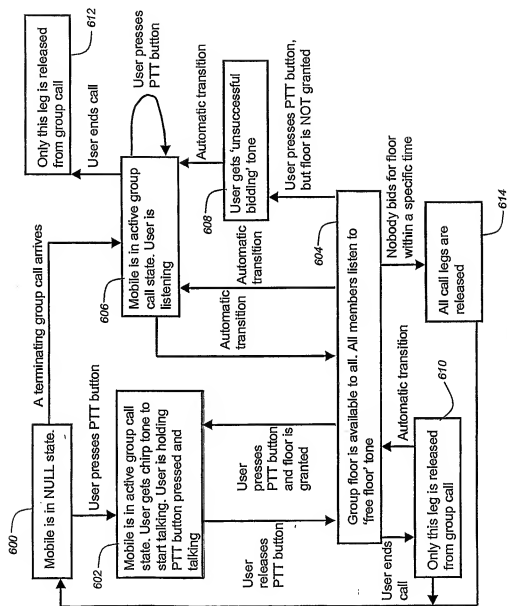 600
Mobile is in NULL state.
A terminating group call arrives
User presses PTT button
602
Mobile is in active group call
state. User gets chirp tone to
start talking. User is holding
PTT button pressed and
talking
606
Mobile is in active group
call state. User is
listening
User presses
PTT button
User ends call
612
Only this leg is released
from group call
Automatic transition
608
User gets 'unsuccessful
bidding' tone
User presses PTT button,
but floor is NOT granted
Automatic
transition
Automatic
transition
User
presses
PTT button
and floor is
granted
User
releases
PTT button
604
Group floor is available to all. All members listen to
'free floor' tone
User ends
call
Automatic transition
610
Only this leg is released
from group call
Nobody bids for floor
within a specific time
614
All call legs are
released